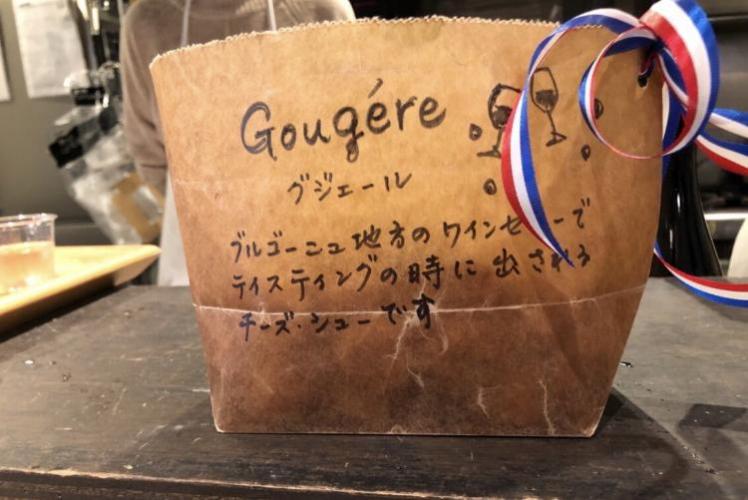 Gougére
グジェール
ブルゴーニュ地方のワインセラーで
ティスティングの時に出される
チーズ・シューです